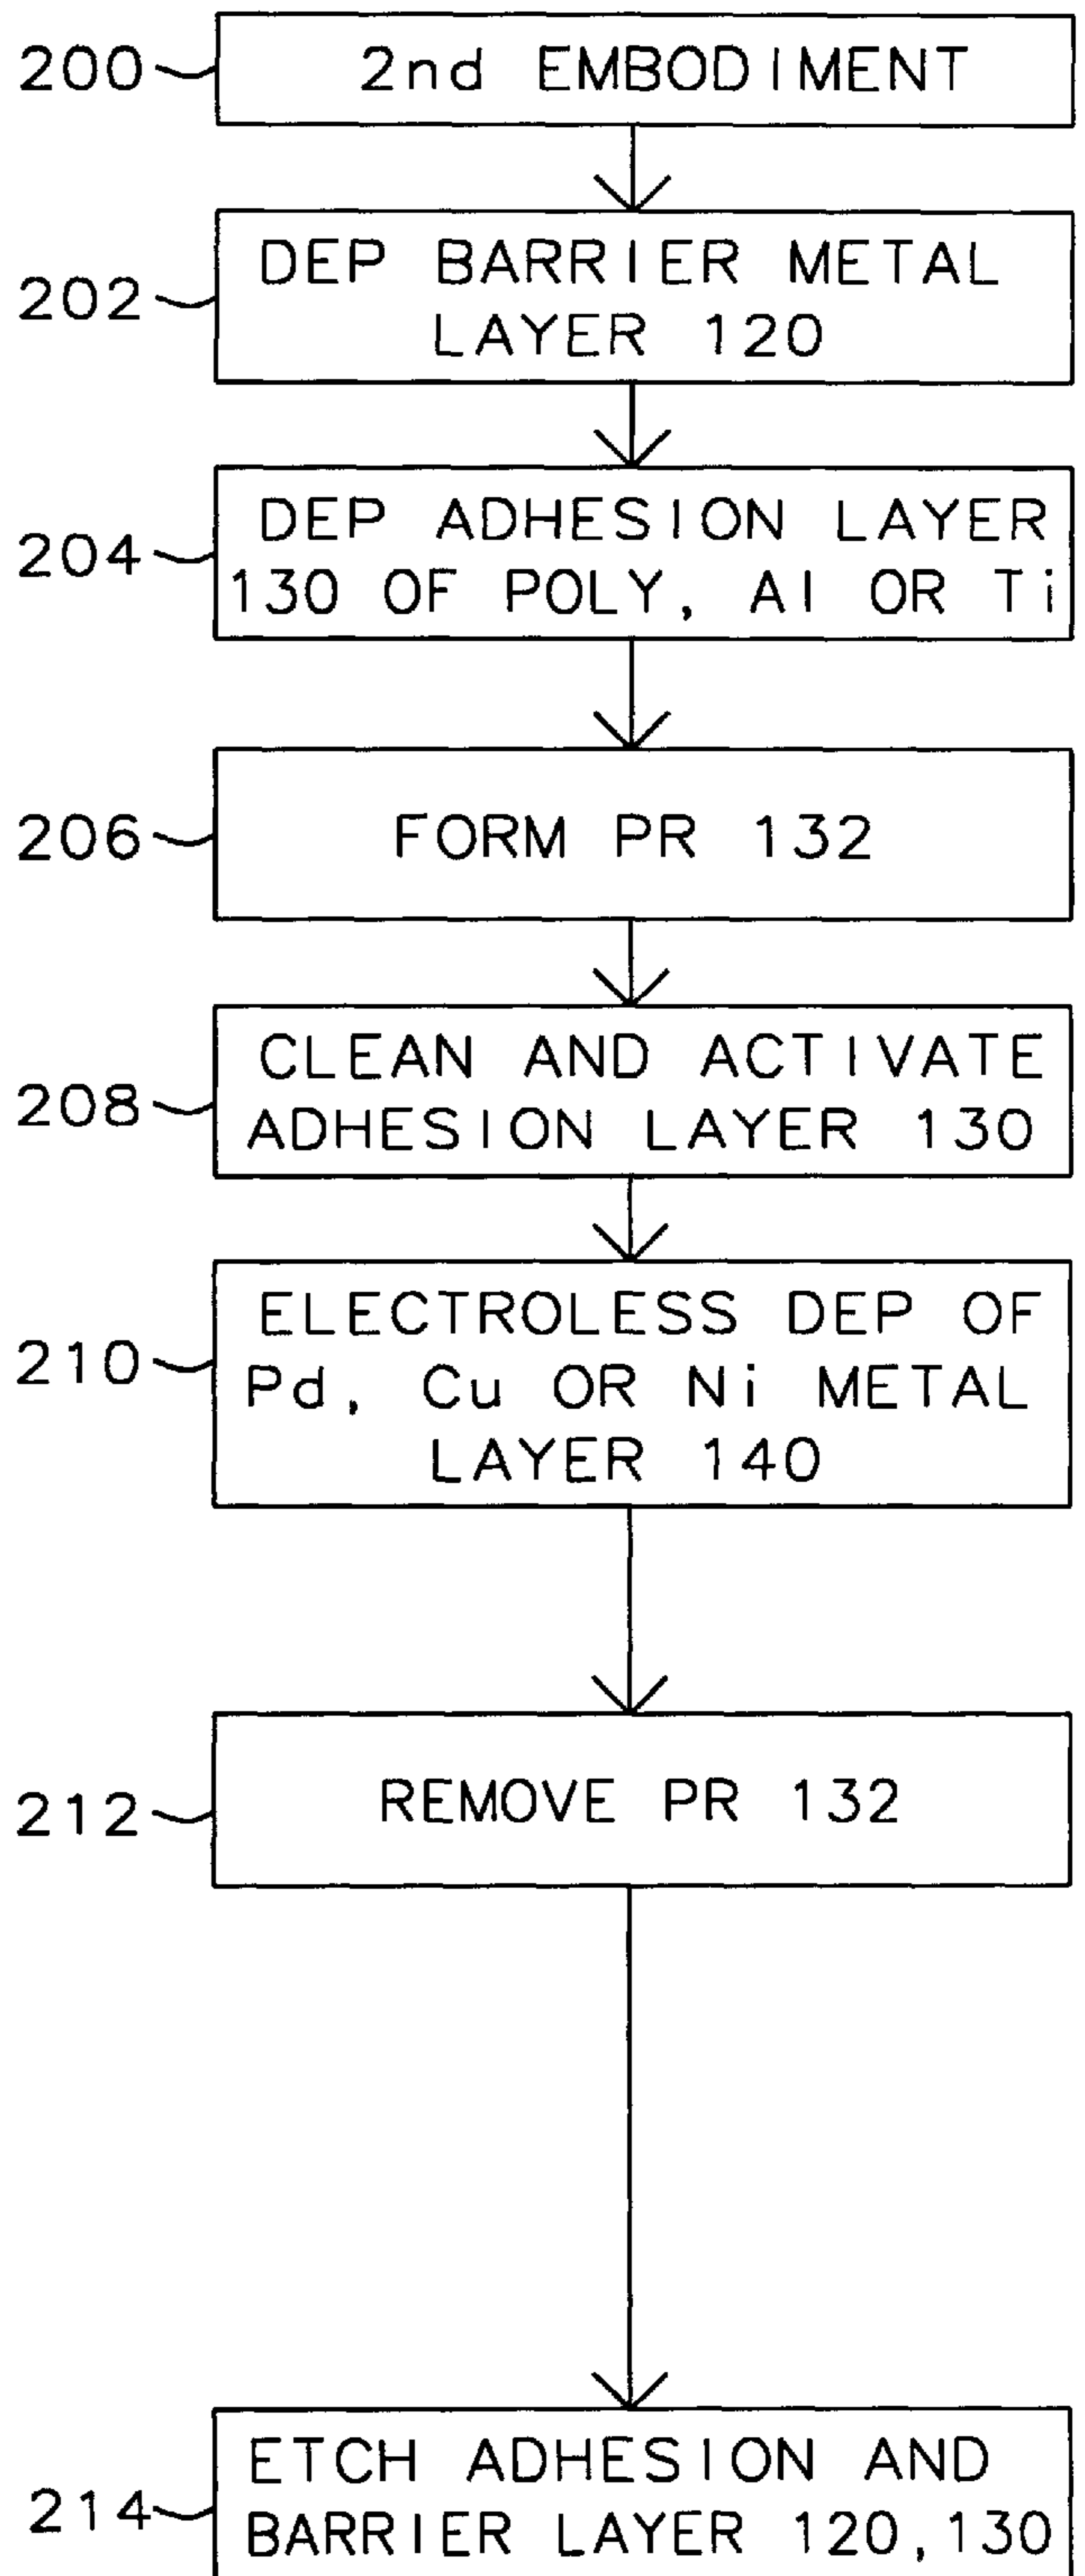 200
2nd EMBODIMENT
202
DEP BARRIER METAL
LAYER 120
204
DEP ADHESION LAYER
130 OF POLY, Al OR Ti
206
FORM PR 132
208
CLEAN AND ACTIVATE
ADHESION LAYER 130
210
ELECTROLESS DEP OF
Pd, Cu OR Ni METAL
LAYER 140
212
REMOVE PR 132
214
ETCH ADHESION AND
BARRIER LAYER 120,130